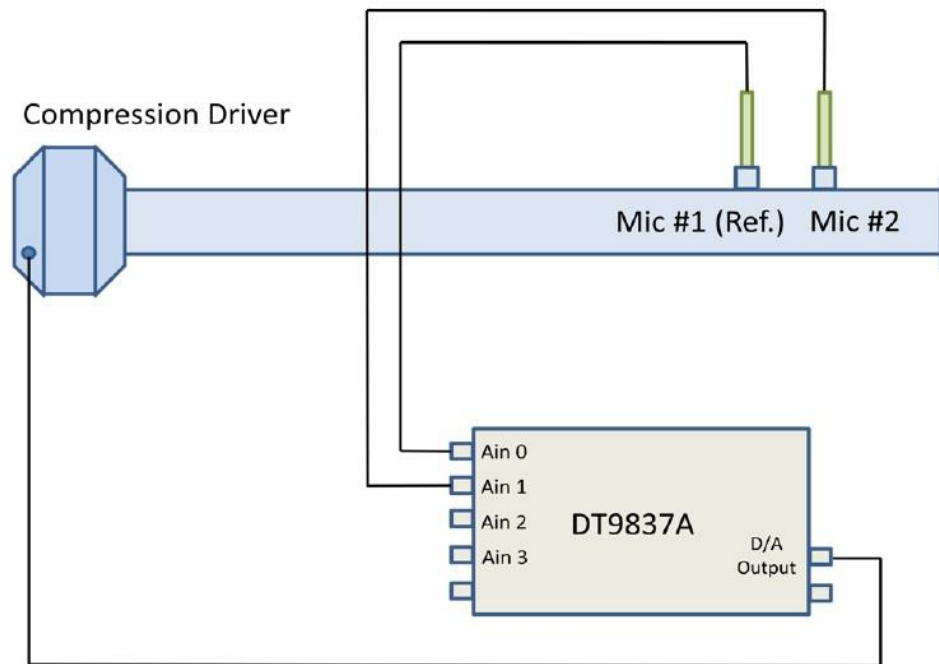 Compression Driver
Mic #1 (Ref.)
Mic #2
Ain 0
Ain 1
Ain 2
Ain 3
DT9837A
D/A
Output